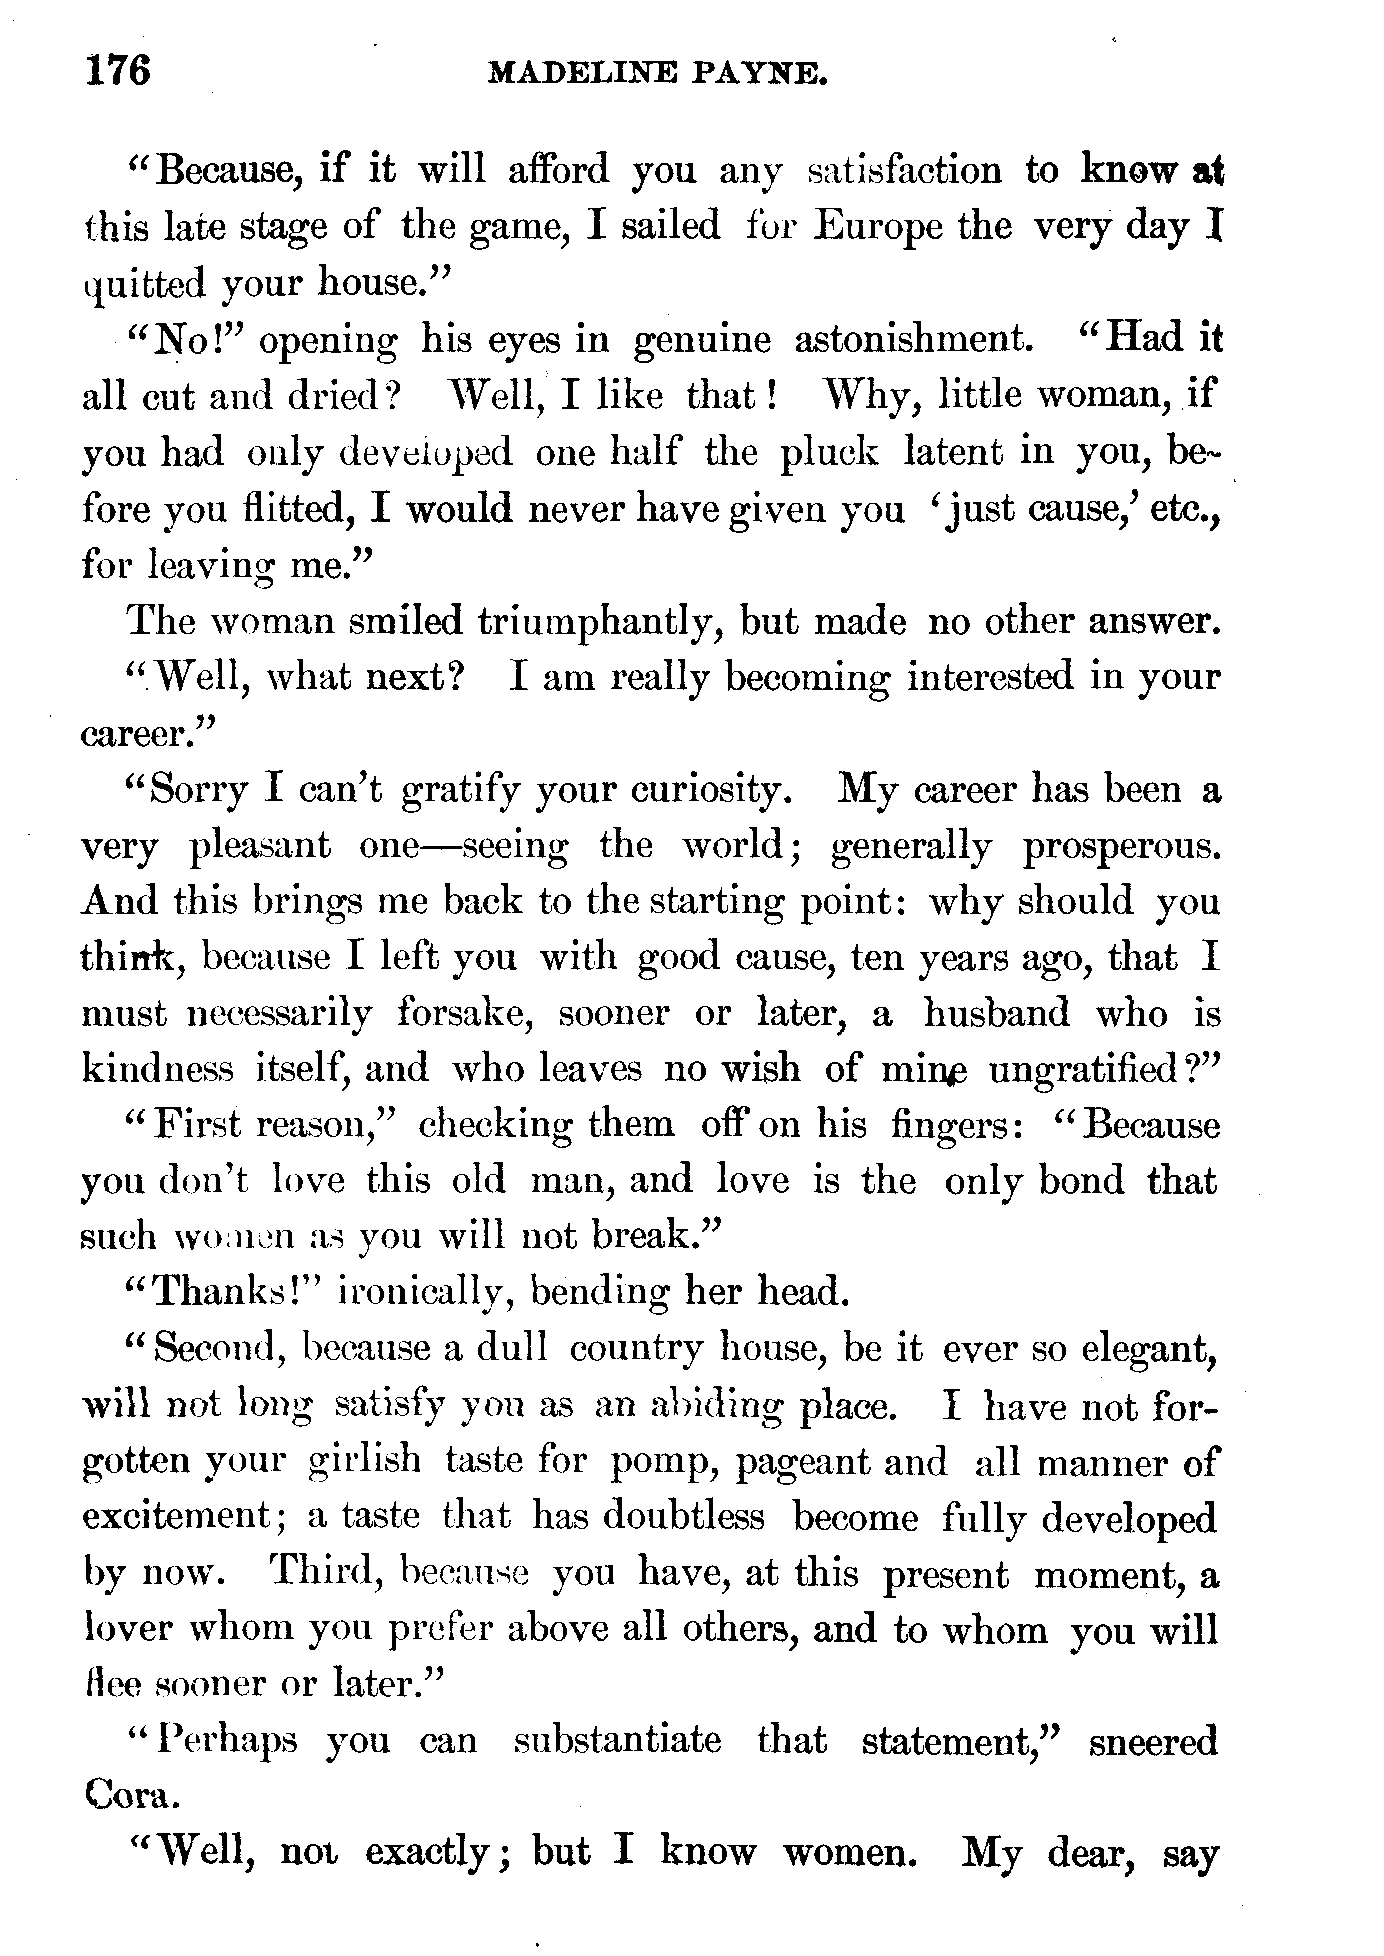 176 MADELINE PAYNE.
“Because, if it will afford you any satisfaction to know at
this late stage of the game, I sailed for Europe the very day I
quitted your house.”
“No!” opening his eyes in genuine astonishment. “Had it
all cut and dried? Well, I like that! Why, little woman, if
you had only developed one half the pluck latent in you, be-
fore you flitted, I would never have given you ‘just cause,’ etc.,
for leaving me.”
The woman smiled triumphantly, but made no other answer.
“Well, what next? I am really becoming interested in your
career.”
“Sorry I can’t gratify your curiosity. My career has been a
very pleasant one—seeing the world; generally prosperous.
And this brings me back to the starting point: why should you
think, because I left you with good cause, ten years ago, that I
must necessarily forsake, sooner or later, a husband who is
kindness itself, and who leaves no wish of mine ungratified?”
“First reason,” checking them off on his fingers: “Because
you don’t love this old man, and love is the only bond that
such women as you will not break.”
“Thanks!” ironically, bending her head.
“Second, because a dull country house, be it ever so elegant,
will not long satisfy you as an abiding place. I have not for-
gotten your girlish taste for pomp, pageant and all manner of
excitement; a taste that has doubtless become fully developed
by now. Third, because you have, at this present moment, a
lover whom you prefer above all others, and to whom you will
flee sooner or later.”
“Perhaps you can substantiate that statement,” sneered
Cora.
“Well, not exactly; but I know women. My dear, say